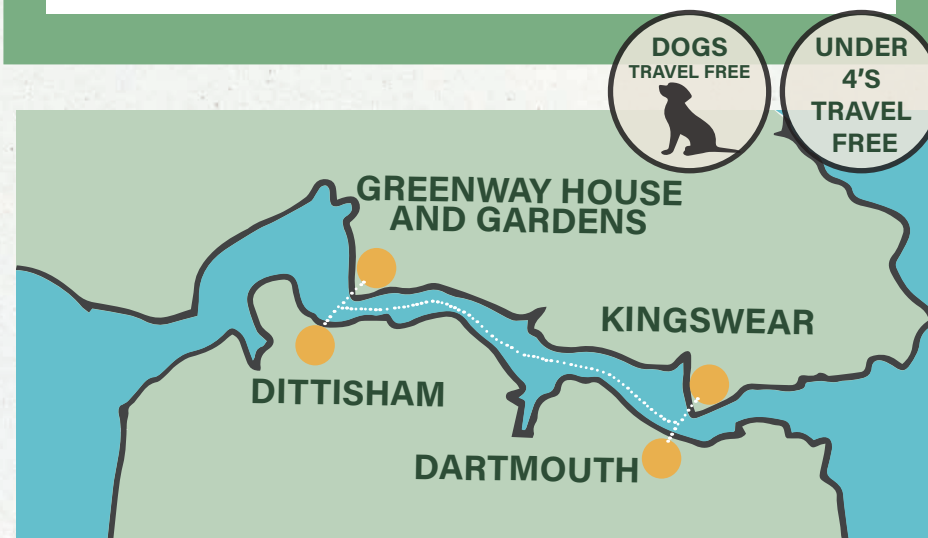 DOGS
TRAVEL FREE
UNDER
4'S
TRAVEL
FREE
GREENWAY HOUSE
AND GARDENS
KINGSWEAR
DITTISHAM
DARTMOUTH